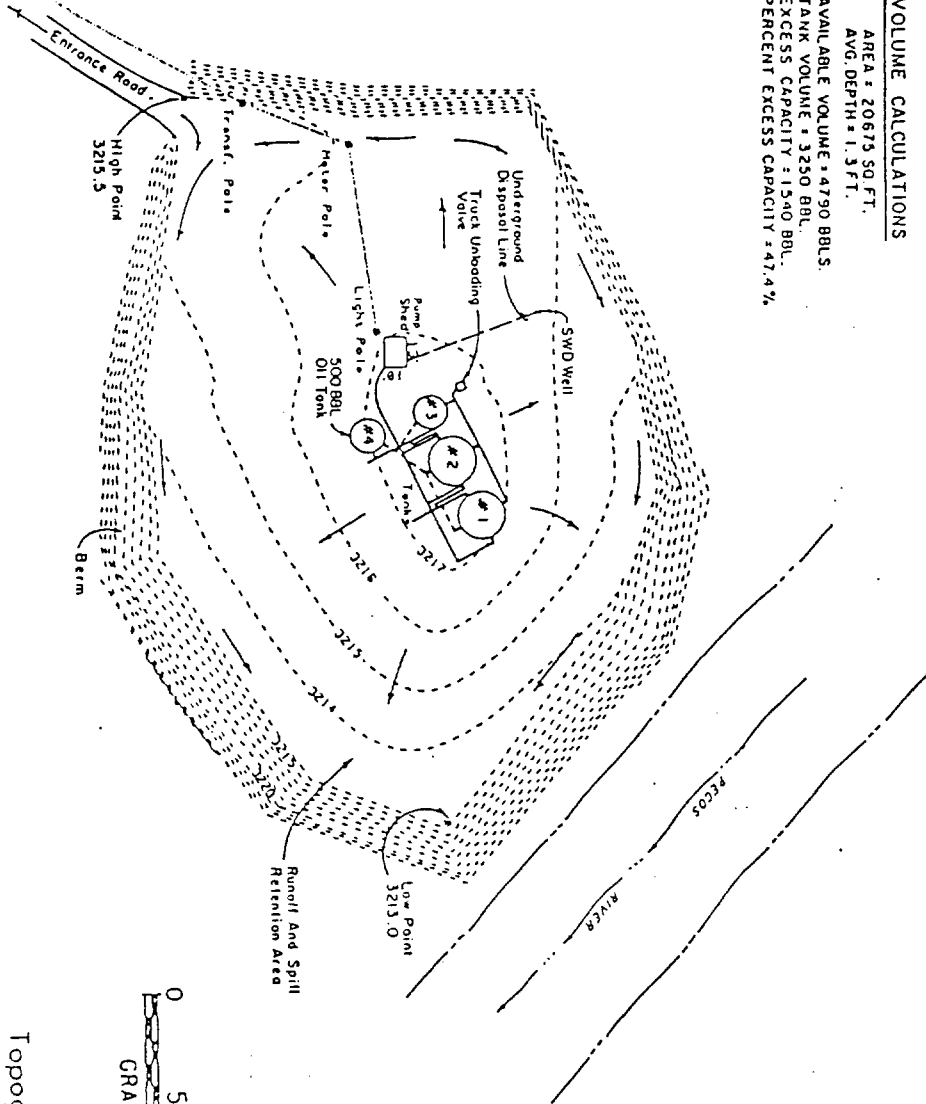 VOLUME CALCULATIONS
AREA = 20675 SQ. FT.
AVG. DEPTH = 1.3 FT.
AVAILABLE VOLUME = 4790 BBLS.
TANK VOLUME = 3250 BBL.
EXCESS CAPACITY = 1540 BBL.
PERCENT EXCESS CAPACITY = 47.4%
Entrance Road
High Point
3215.5
Transf. Pole
Meter Pole
Underground
Disposal Line
Truck Unloading
Valve
SWD Well
Light Pole
Pump
Shed
500 BBL
Oil Tank
#4
#3
#2
#1
Tanks
3217
3216
3215
3214
3213
3220
Berm
PECOS
RIVER
Low Point
3213.0
Runoff And Spill
Retention Area
0
5
GRA
Topog